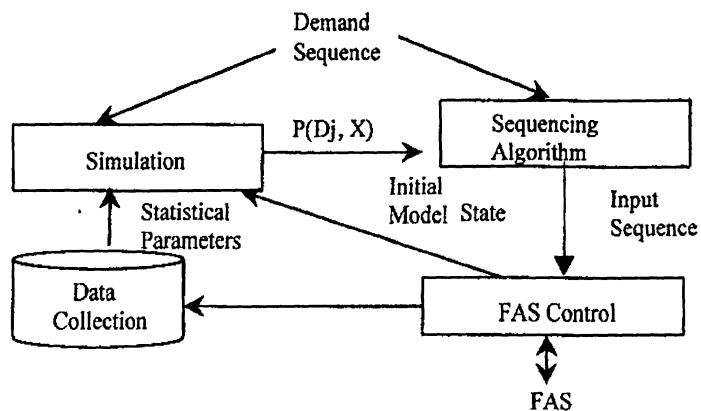 Demand
Sequence
P(Dj, X)
Sequencing
Algorithm
Simulation
Initial
Model State
Input
Sequence
Statistical
Parameters
Data
Collection
FAS Control
FAS